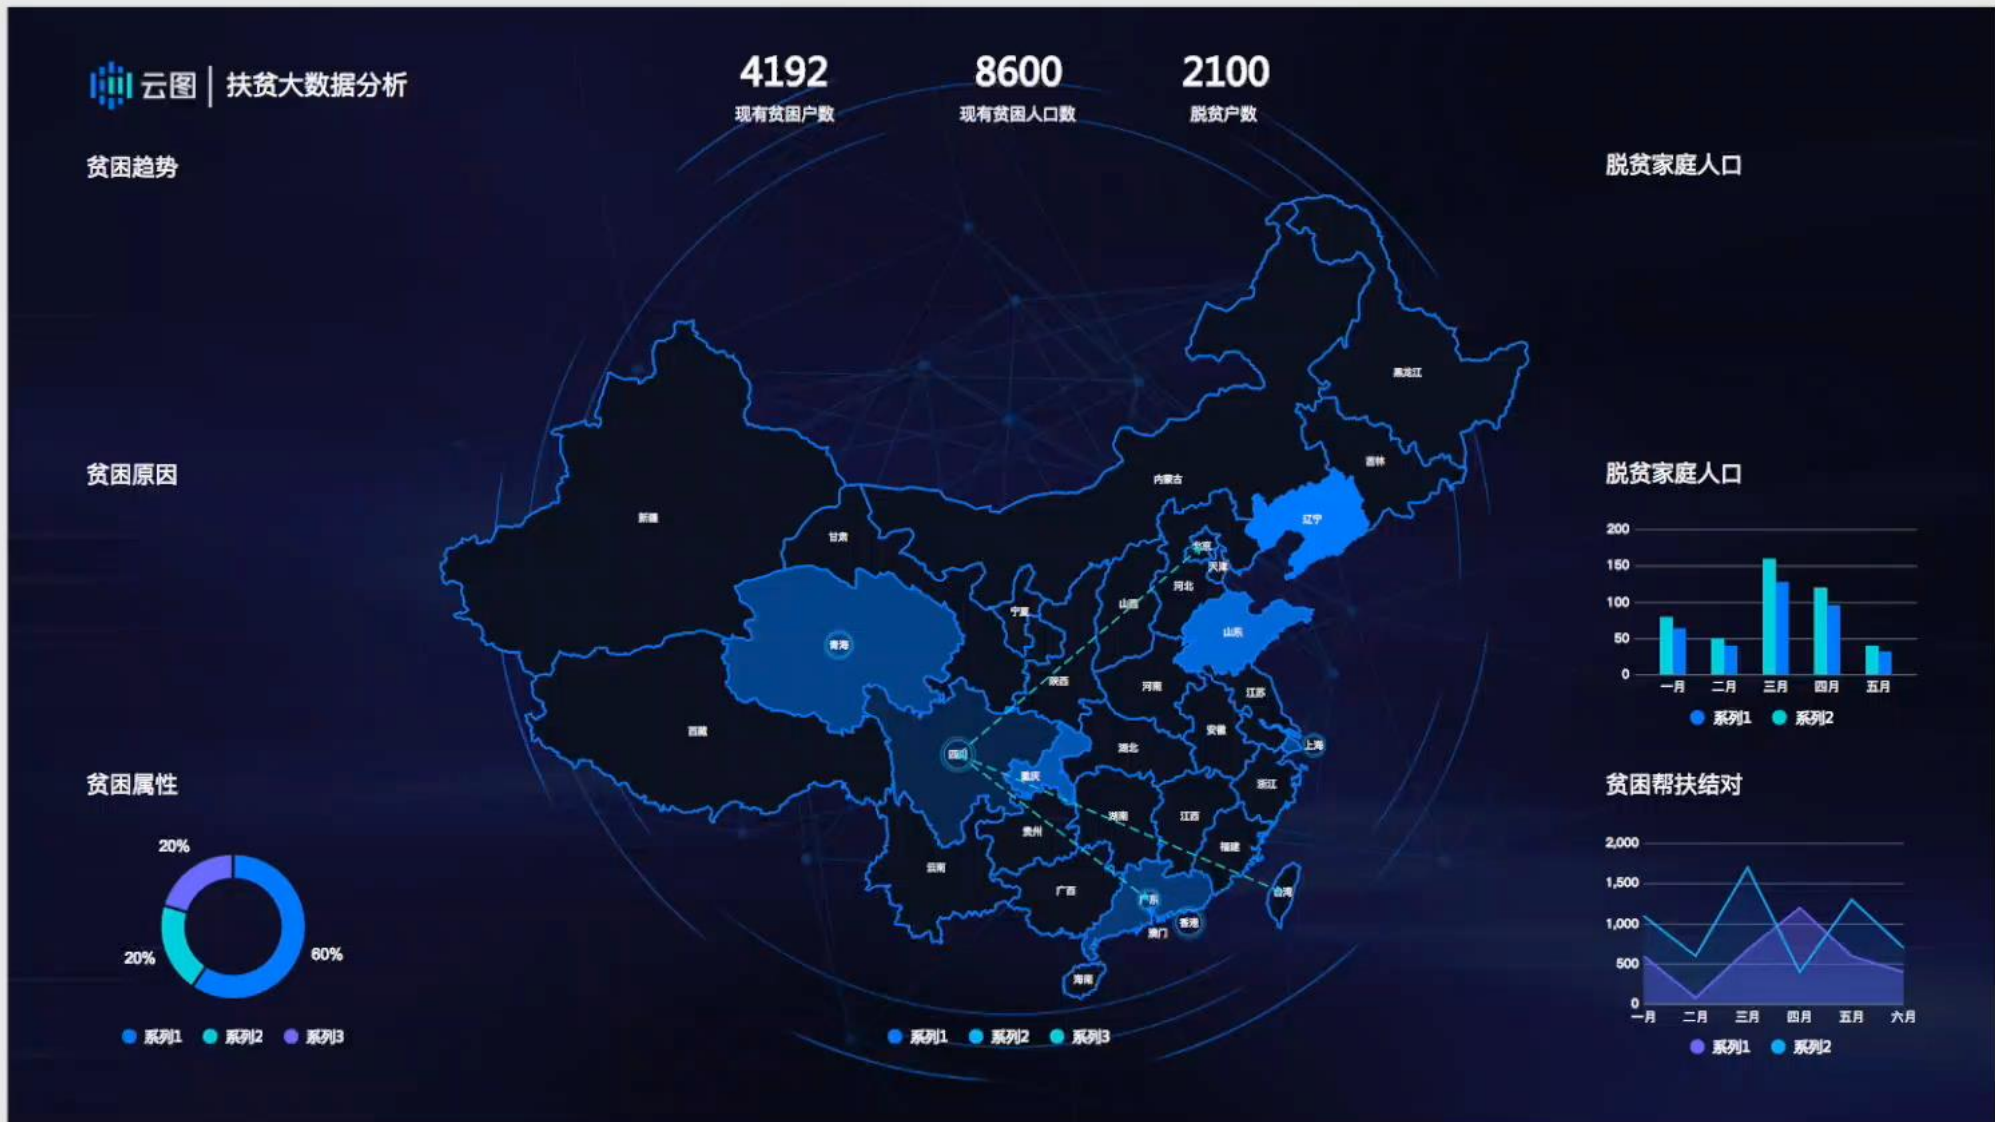 云图 | 扶贫大数据分析
4192
现有贫困户数
8600
现有贫困人口数
2100
脱贫户数
贫困趋势
贫困原因
贫困属性
20%
20%
60%
系列1 系列2 系列3
黑龙江
吉林
内蒙古
辽宁
新疆
甘肃
北京
天津
河北
宁夏
山西
山东
青海
陕西
河南
江苏
西藏
安徽
四川
湖北
上海
重庆
浙江
湖南
江西
贵州
福建
云南
广西
广东
台湾
香港
澳门
海南
系列1 系列2 系列3
脱贫家庭人口
脱贫家庭人口
200
150
100
50
0
一月 二月 三月 四月 五月
系列1 系列2
贫困帮扶结对
2,000
1,500
1,000
500
0
一月 二月 三月 四月 五月 六月
系列1 系列2